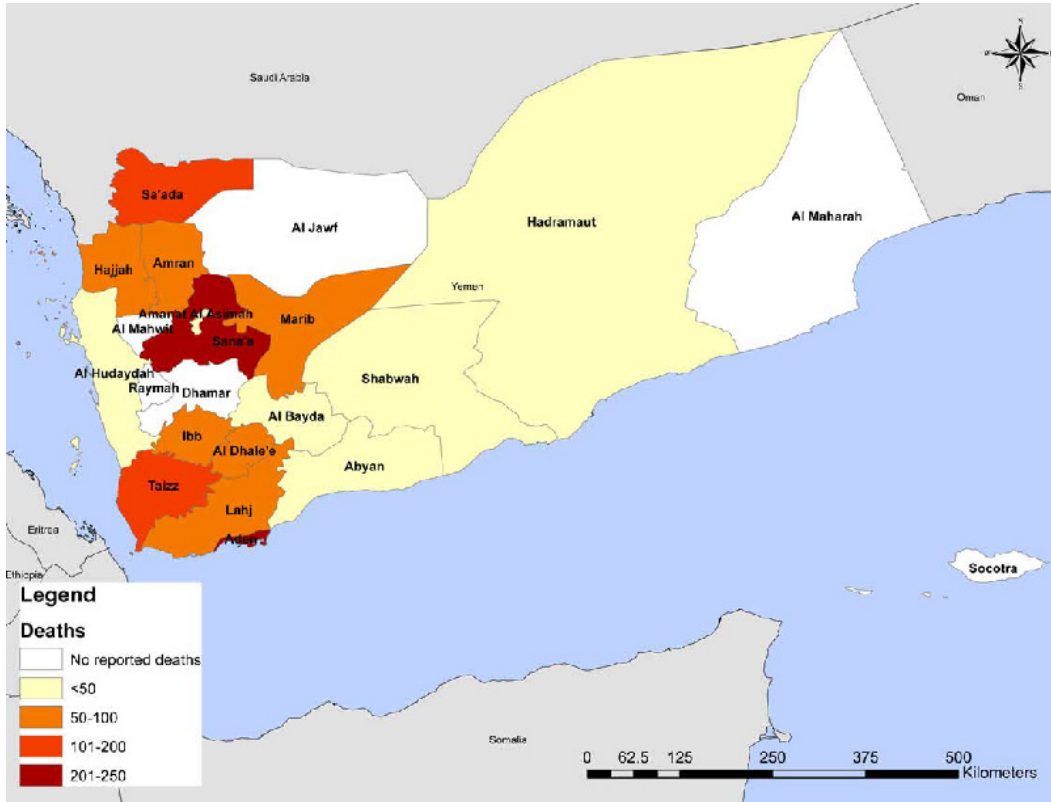 N
W
S
Saudi Arabia
Oman
Sa'ada
Al Jawf
Hadramaut
Al Maharah
Hajjah
Amran
Yemen
Amanat Al Asimah
Marib
Al Mahwit
Sana'a
Al Hudaydah
Raymah
Dhamar
Shabwah
Al Bayda
Ibb
Al Dhale'e
Abyan
Taizz
Lahj
Aden
Eritrea
Ethiopia
Socotra
Somalia
Legend
Deaths
No reported deaths
<50
50-100
101-200
201-250
0 62.5 125 250 375 500
Kilometers